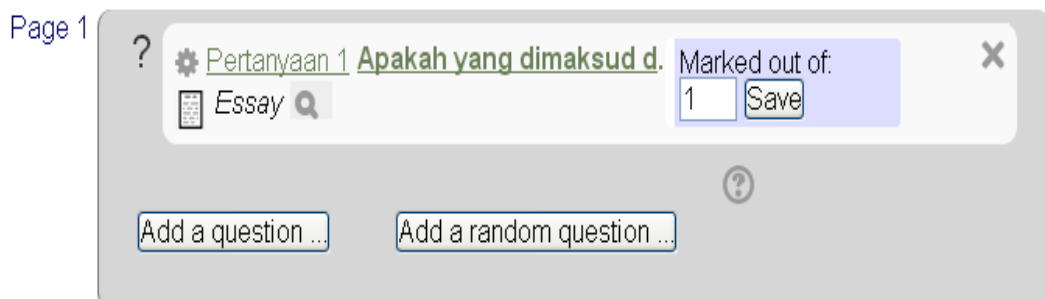 Page 1
? Pertanyaan 1 Apakah yang dimaksud d. Marked out of:
Essay 1 Save
Add a question ... Add a random question ...